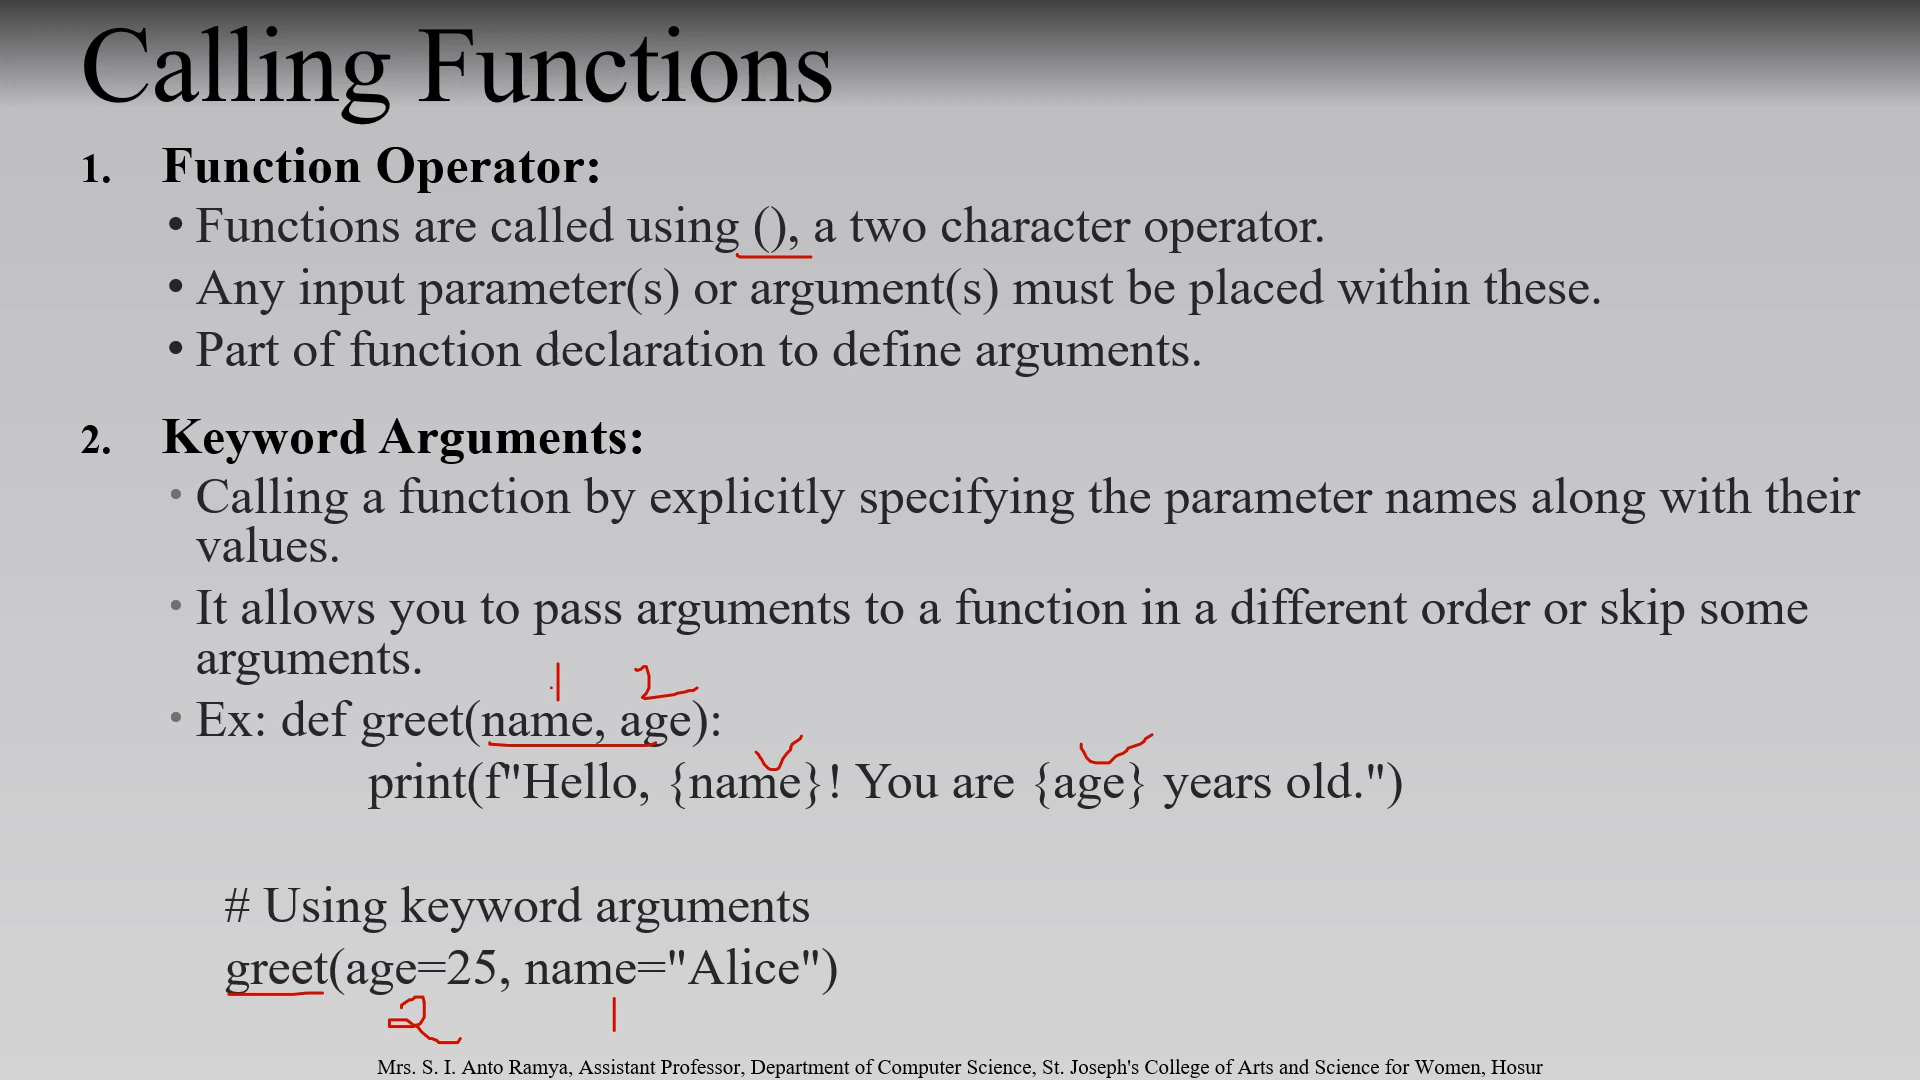 Calling Functions
1. Function Operator:
• Functions are called using (), a two character operator.
• Any input parameter(s) or argument(s) must be placed within these.
• Part of function declaration to define arguments.
2. Keyword Arguments:
• Calling a function by explicitly specifying the parameter names along with their
values.
• It allows you to pass arguments to a function in a different order or skip some
arguments.
1 2
• Ex: def greet(name, age):
print(f"Hello, {name}! You are {age} years old.")
# Using keyword arguments
greet(age=25, name="Alice")
2 1
Mrs. S. I. Anto Ramya, Assistant Professor, Department of Computer Science, St. Joseph's College of Arts and Science for Women, Hosur